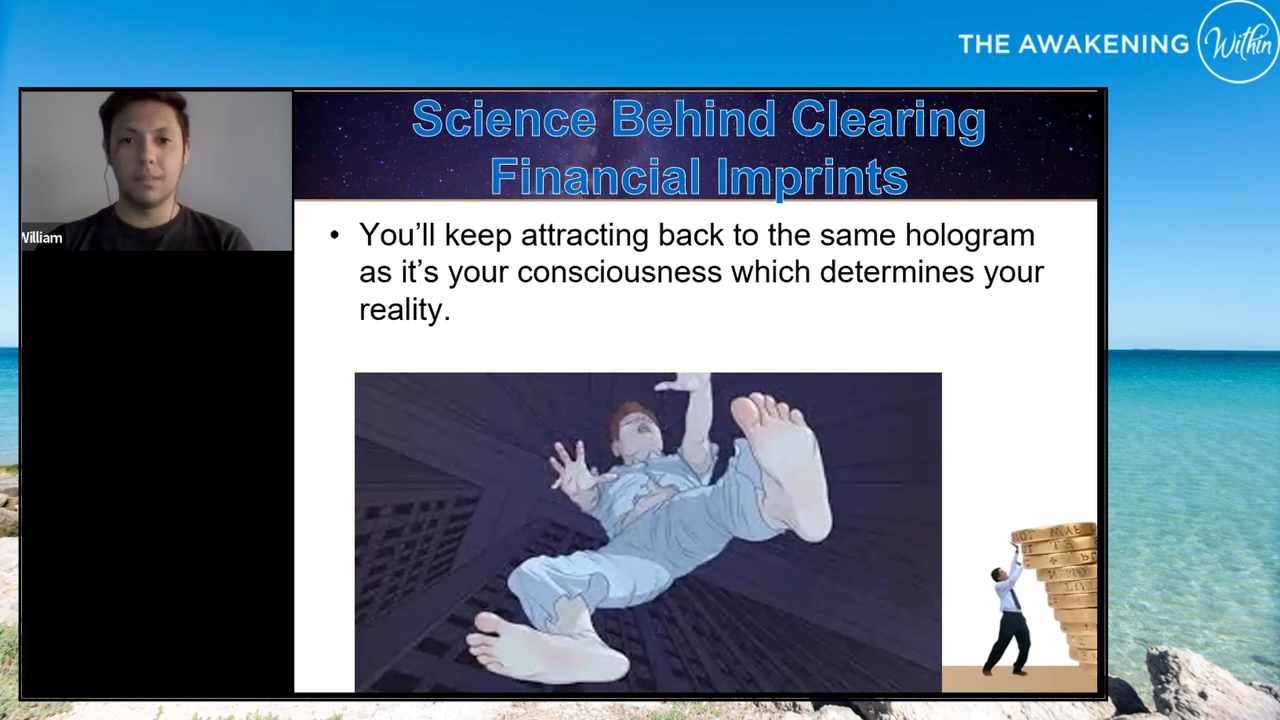 THE AWAKENING Within
Science Behind Clearing
Financial Imprints
William
• You'll keep attracting back to the same hologram
as it's your consciousness which determines your
reality.